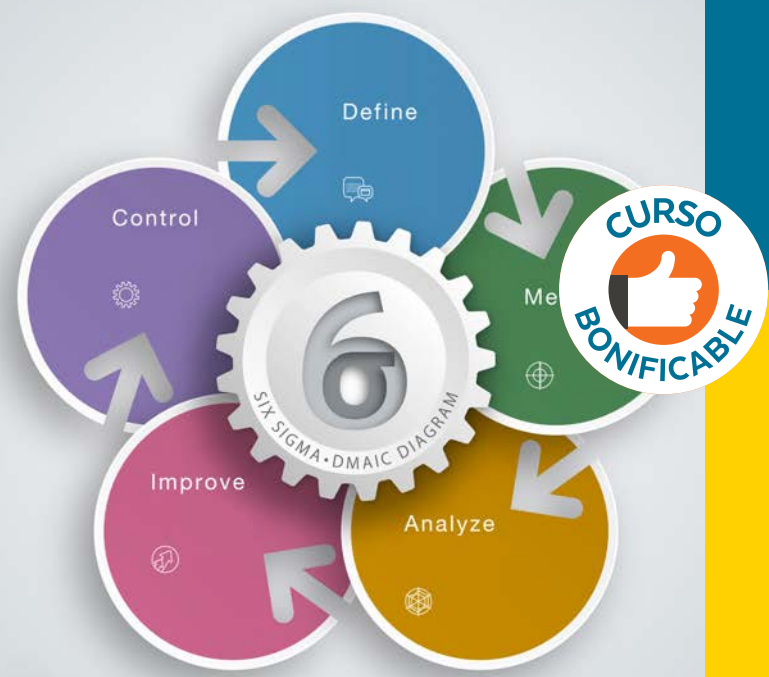 Define
Control
Me
CURSO
BONIFICABLE
6σ
SIX SIGMA•DMAIC DIAGRAM
Improve
Analyze